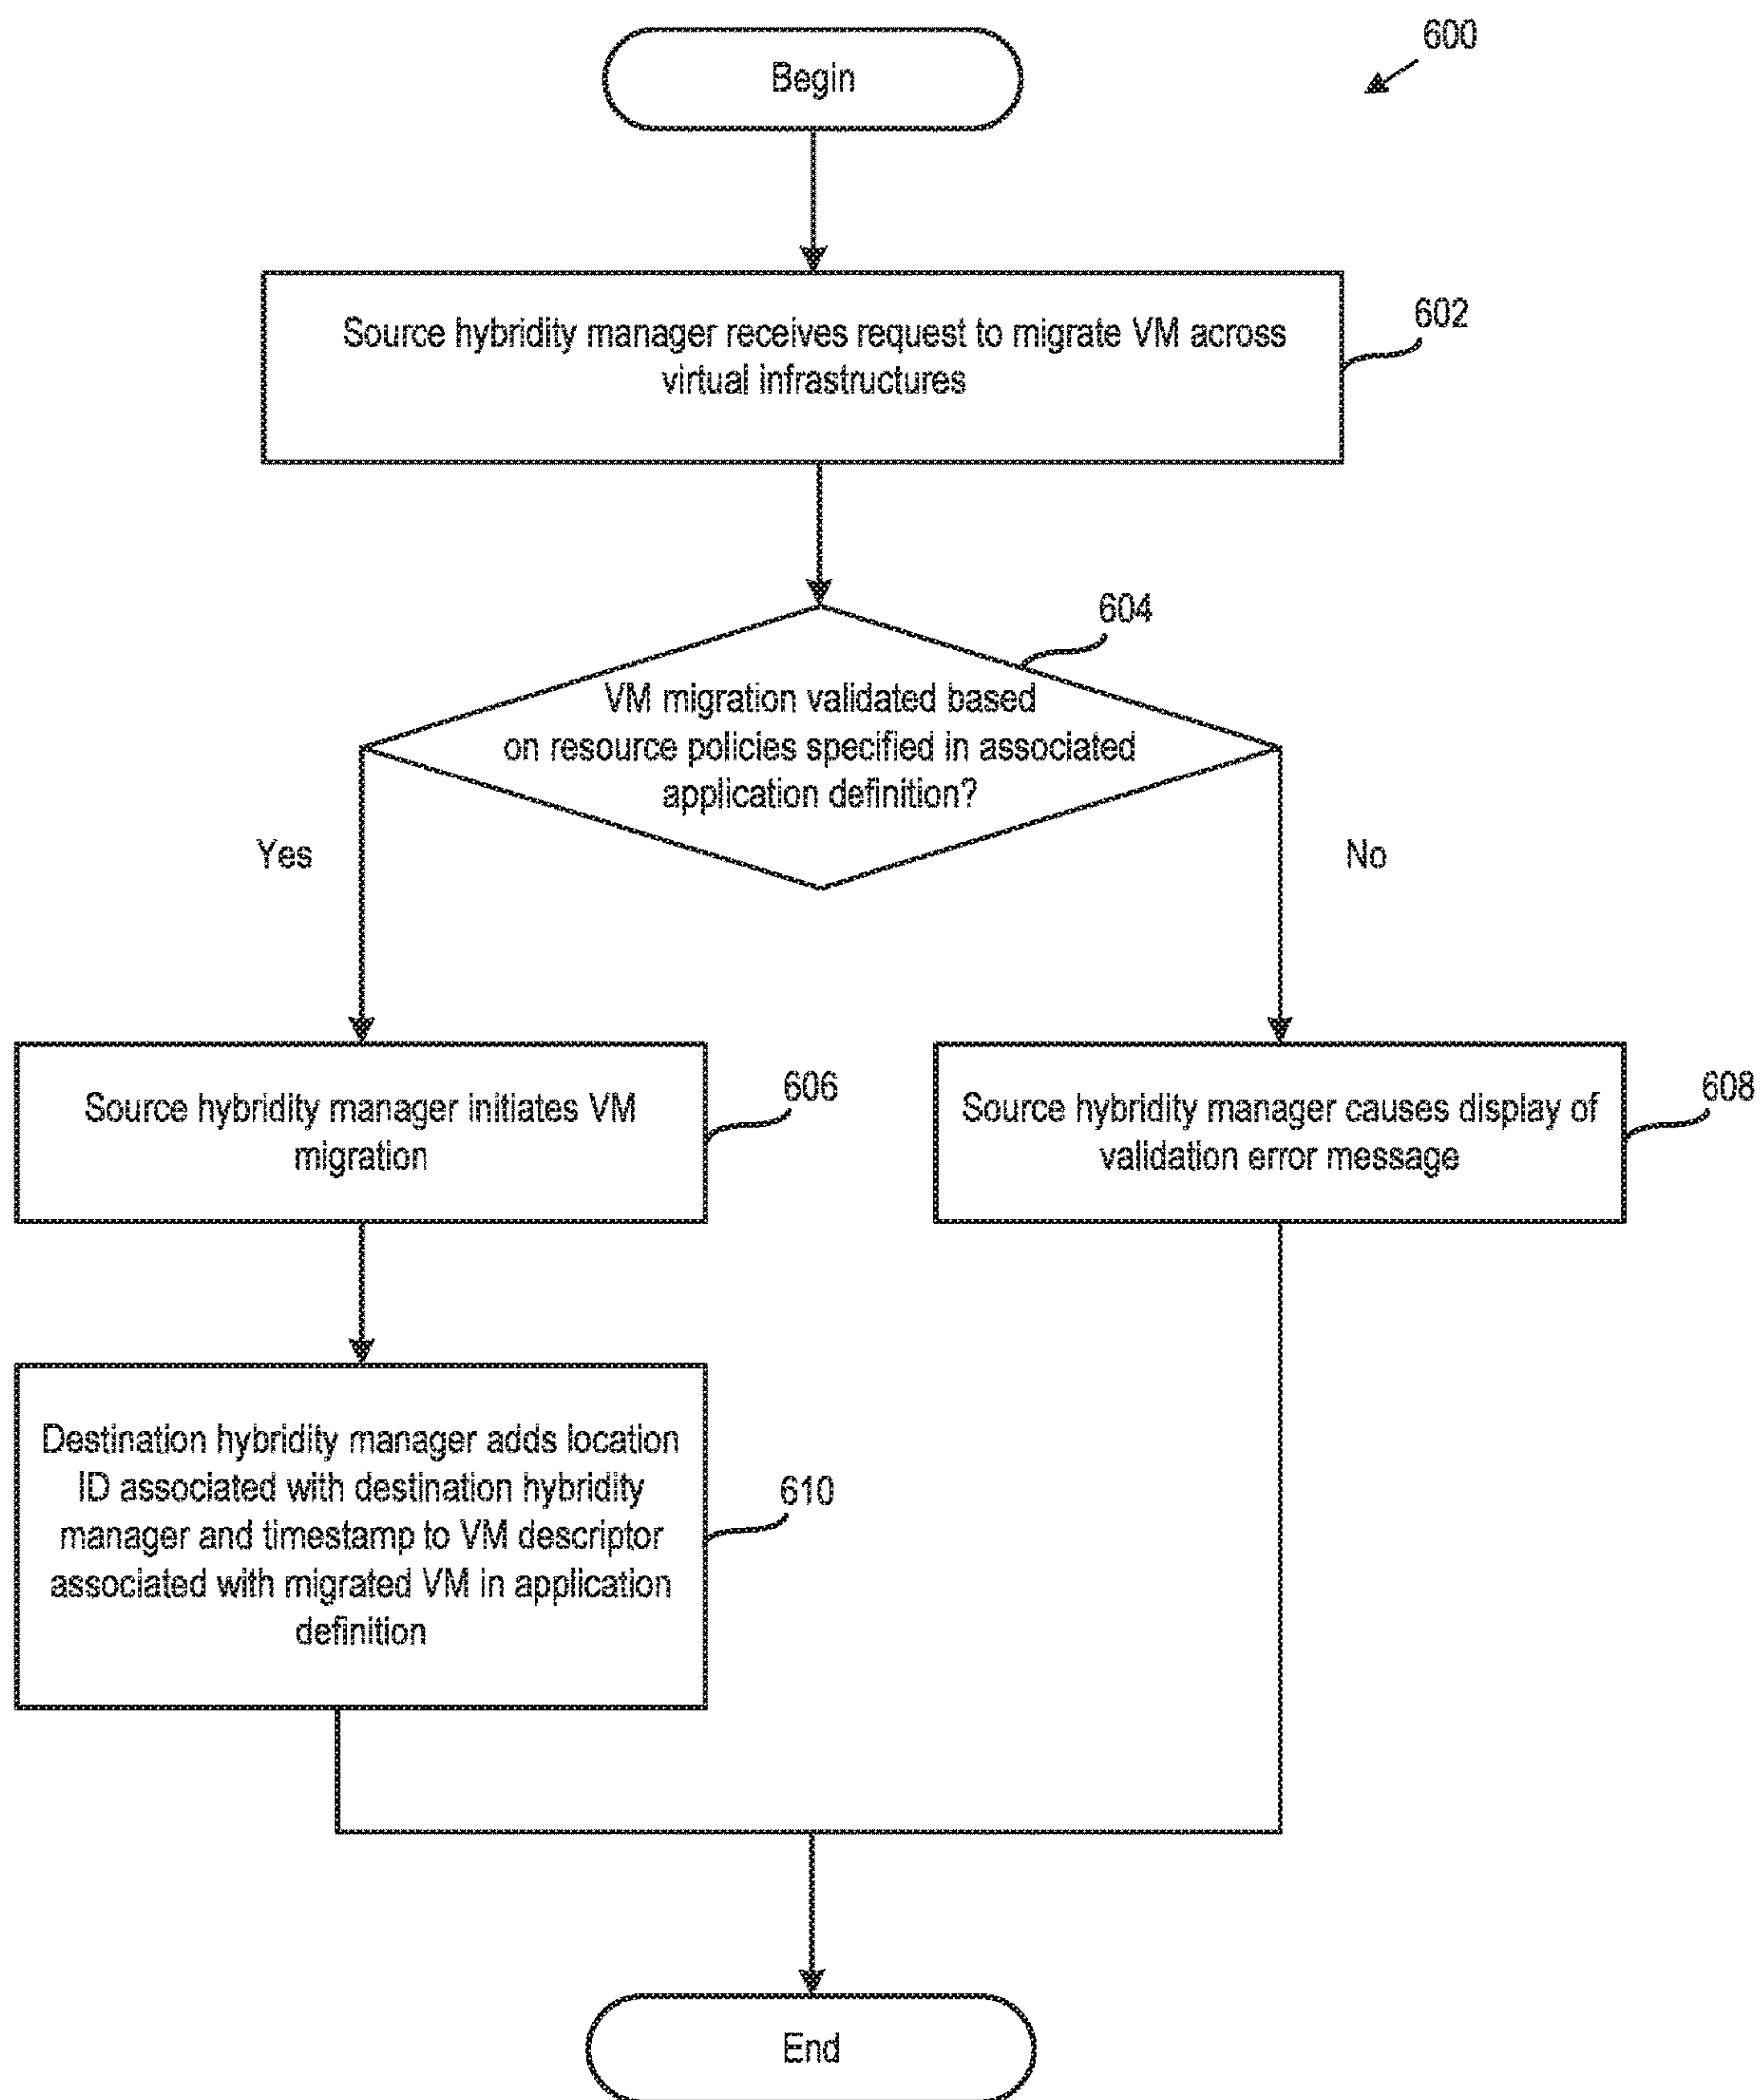 Begin
600
Source hybridity manager receives request to migrate VM across
virtual infrastructures
602
604
VM migration validated based
on resource policies specified in associated
application definition?
Yes
No
Source hybridity manager initiates VM
migration
606
Source hybridity manager causes display of
validation error message
608
Destination hybridity manager adds location
ID associated with destination hybridity
manager and timestamp to VM descriptor
associated with migrated VM in application
definition
610
End